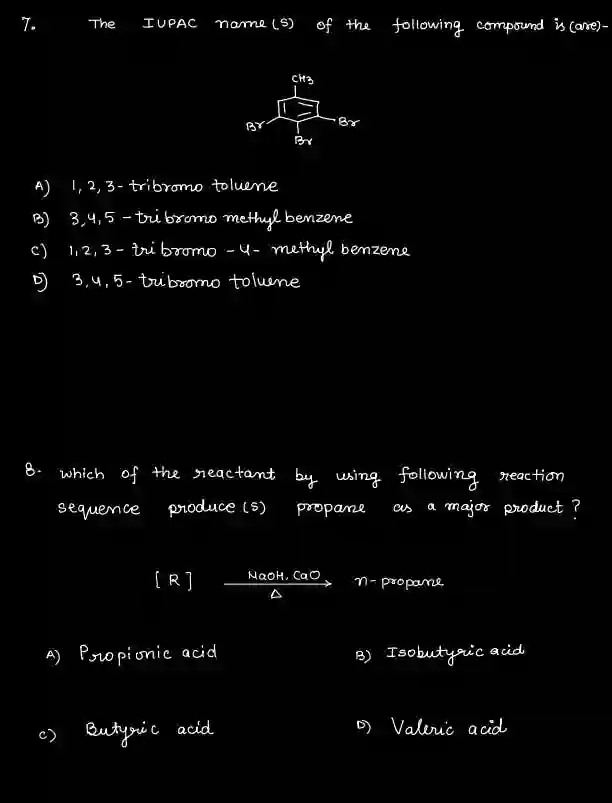 7. The IUPAC name(s) of the following compound is (are)-
CH3
Br Br
Br
A) 1, 2, 3- tribromo toluene
B) 3,4,5 - tri bromo methyl benzene
C) 1,2,3 - tri bromo -4- methyl benzene
D) 3,4,5- tribromo toluene
8. which of the reactant by using following reaction
sequence produce(s) propane as a major product?
[R] NaOH, CaO n-propane
Δ
A) Propionic acid B) Isobutyric acid
C) Butyric acid D) Valeric acid